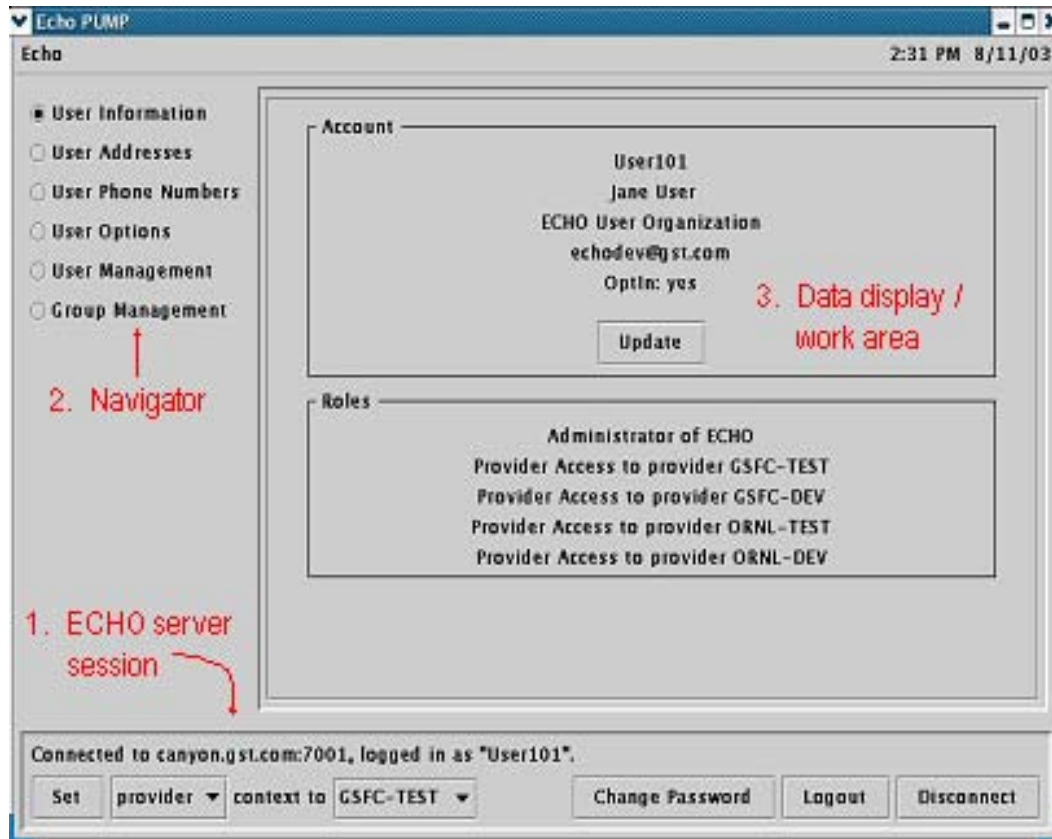 Echo PUMP
Echo 2:31 PM 8/11/03
User Information
User Addresses
User Phone Numbers
User Options
User Management
Group Management
2. Navigator
Account
User101
Jane User
ECHO User Organization
echodev@gst.com
OptIn: yes
Update
3. Data display /
work area
Roles
Administrator of ECHO
Provider Access to provider GSFC-TEST
Provider Access to provider GSFC-DEV
Provider Access to provider ORNL-TEST
Provider Access to provider ORNL-DEV
1. ECHO server
session
Connected to canyon.gst.com:7001, logged in as "User101".
Set provider context to GSFC-TEST Change Password Logout Disconnect